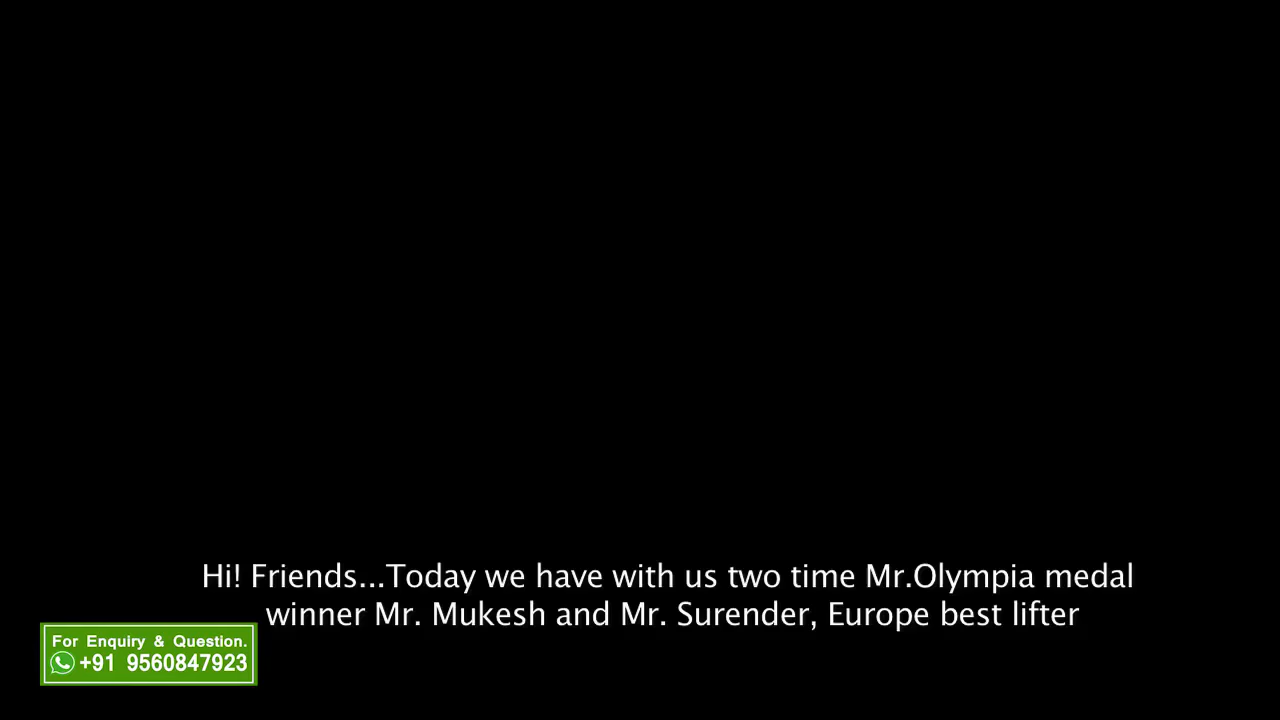 Hi! Friends...Today we have with us two time Mr.Olympia medal
winner Mr. Mukesh and Mr. Surender, Europe best lifter
For Enquiry & Question.
+91 9560847923